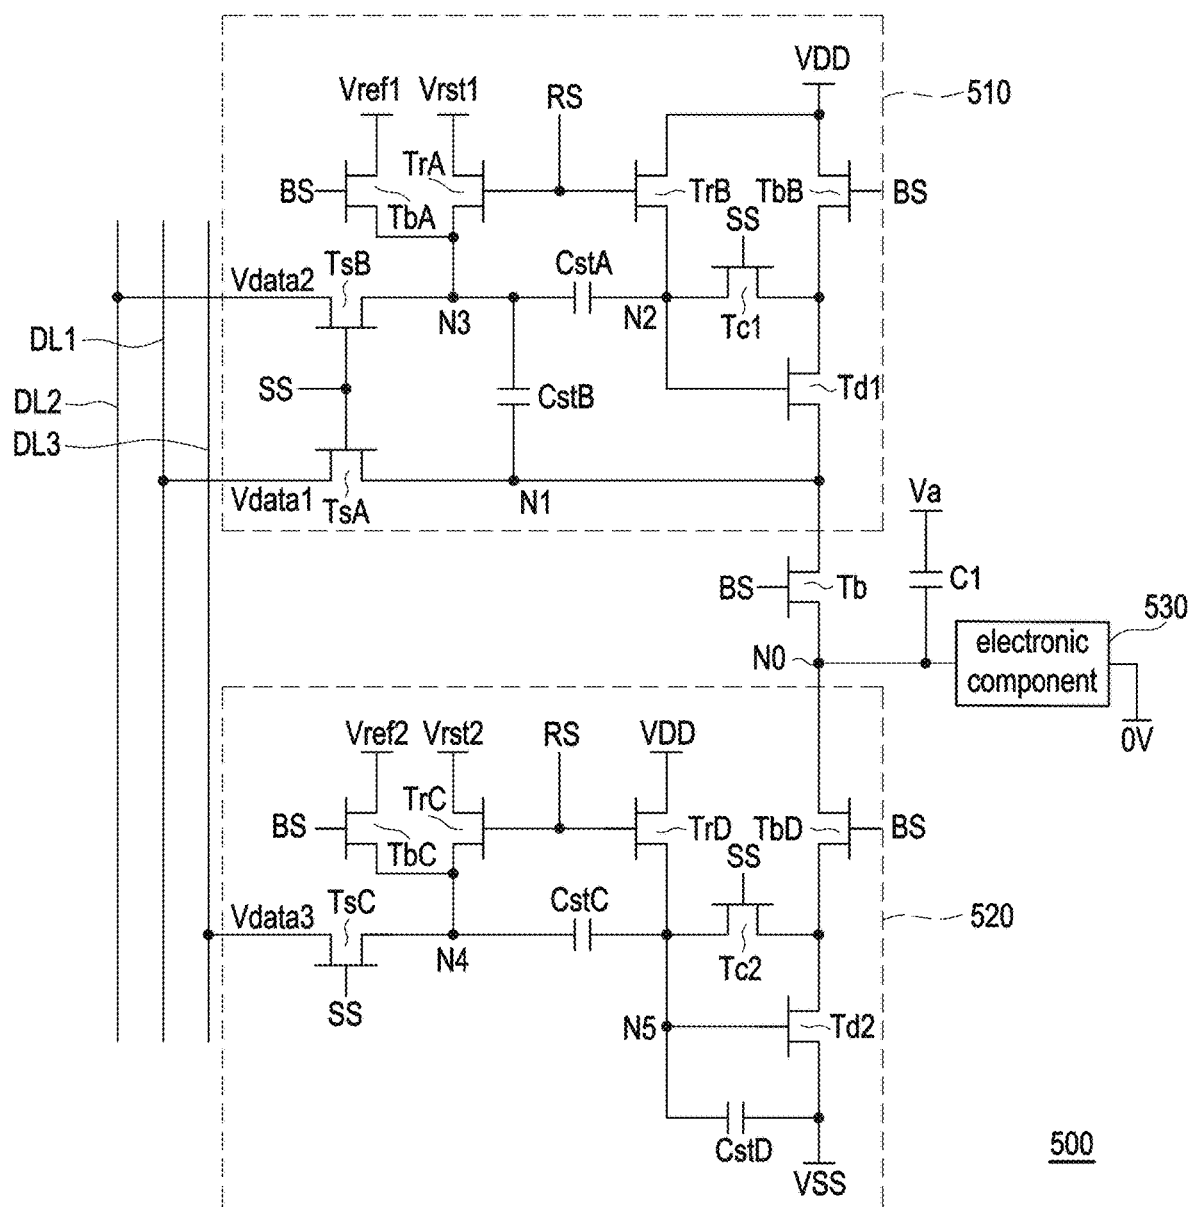 VDD
510
Vref1 Vrst1 RS
TrA
BS TbA TrB TbB BS
SS
TsB CstA
Vdata2
N3 N2 Tc1
DL1
SS CstB Td1
DL2
DL3
Vdata1 TsA N1
Va
BS Tb C1
530
N0 electronic
component
0V
Vref2 Vrst2 RS VDD
TrC
BS TbC TrD TbD BS
SS
TsC CstC
Vdata3 520
N4 Tc2
SS
N5 Td2
CstD
VSS
500